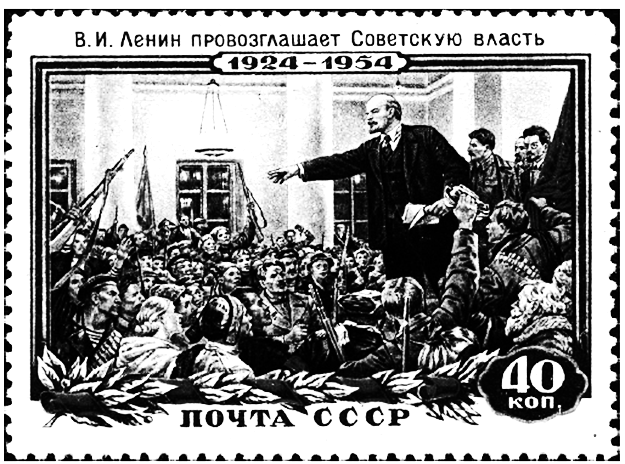 В.И. Ленин провозглашает Советскую власть
1924-1954
ПОЧТА СССР
40
коп.